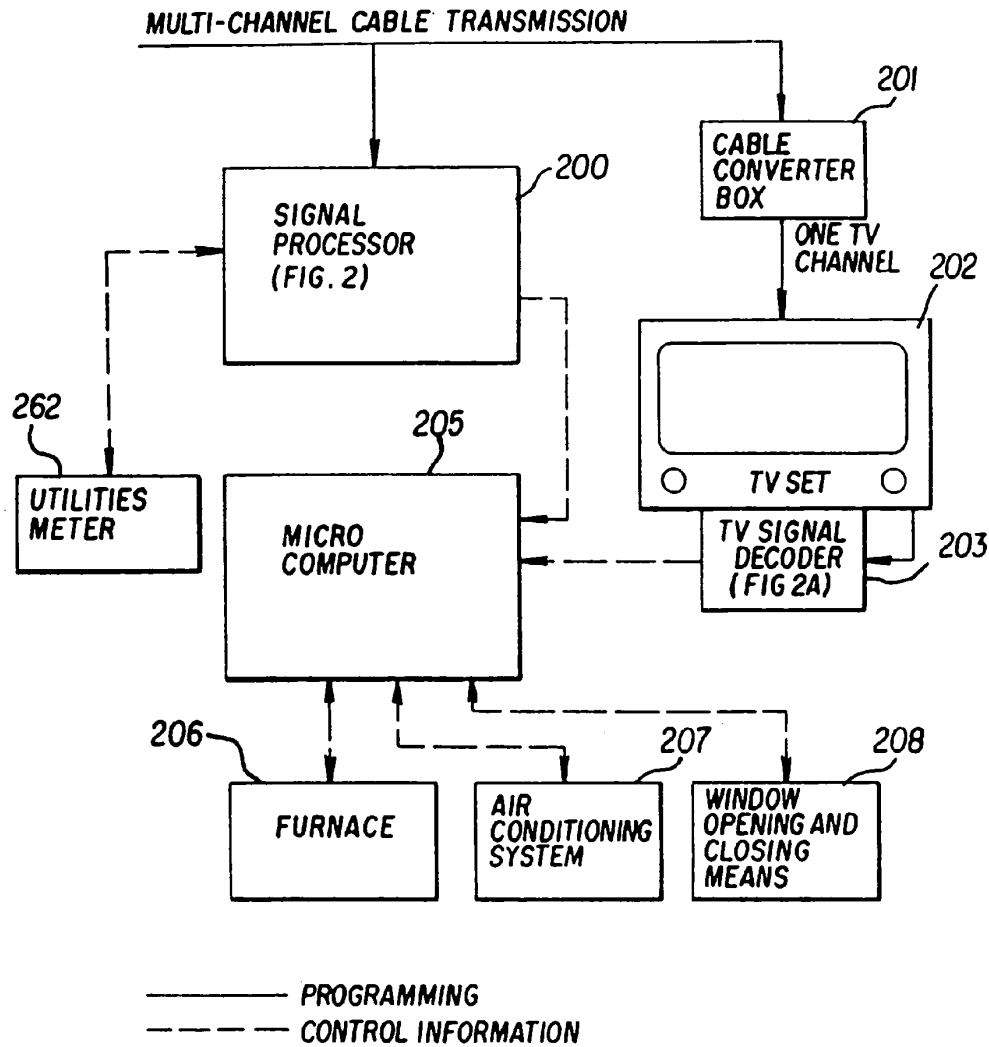 MULTI-CHANNEL CABLE TRANSMISSION
201
CABLE
CONVERTER
BOX
200
SIGNAL
PROCESSOR
(FIG. 2)
ONE TV
CHANNEL
202
TV SET
262
UTILITIES
METER
205
MICRO
COMPUTER
TV SIGNAL
DECODER
(FIG 2A)
203
206
FURNACE
207
AIR
CONDITIONING
SYSTEM
208
WINDOW
OPENING AND
CLOSING
MEANS
PROGRAMMING
CONTROL INFORMATION